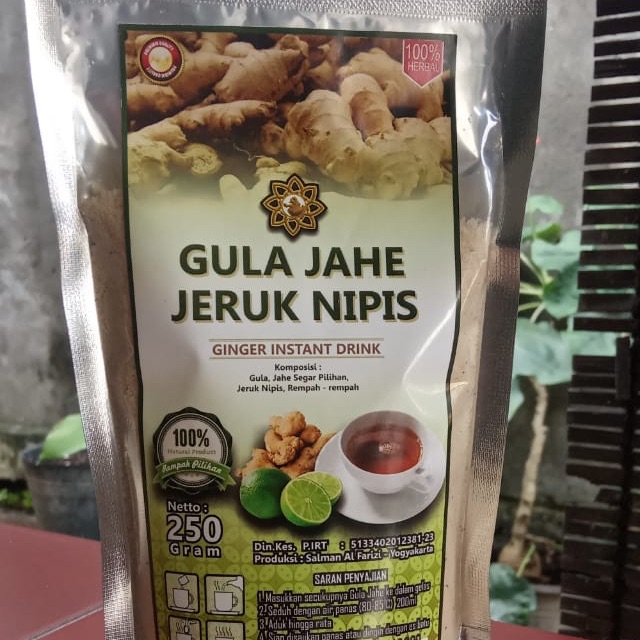 100%
HERBAL
GULA JAHE
JERUK NIPIS
GINGER INSTANT DRINK
Komposisi :
Gula, Jahe Segar Pilihan,
Jeruk Nipis, Rempah - rempah
100%
Natural Product
Rempah Pilihan
Netto :
250
Gram
Din.Kes. P.IRT : 5133402012381-23
Produksi : Salman Al Farizi - Yogyakarta
SARAN PENYAJIAN
1. Masukkan secukupnya Gula Jahe ke dalam gelas
2. Seduh dengan air panas (80-85°C) 200ml
3. Aduk hingga rata